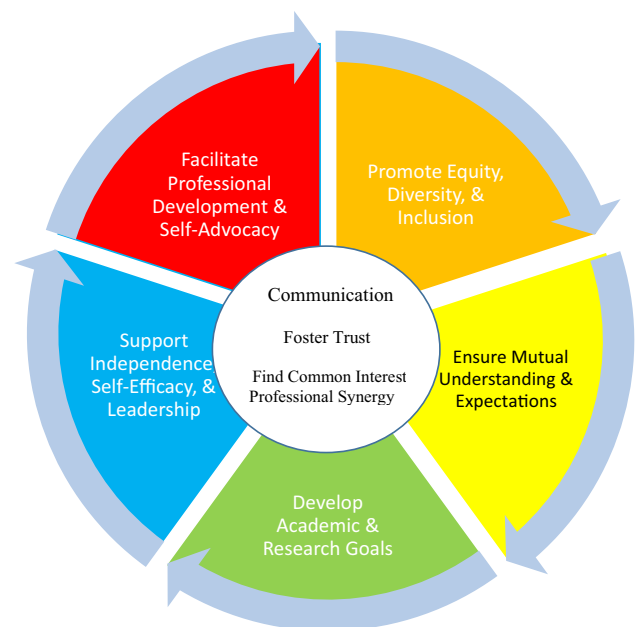 Facilitate
Professional
Development &
Self-Advocacy
Promote Equity,
Diversity, &
Inclusion
Communication
Foster Trust
Find Common Interest
Professional Synergy
Support
Independence,
Self-Efficacy, &
Leadership
Ensure Mutual
Understanding &
Expectations
Develop
Academic &
Research Goals